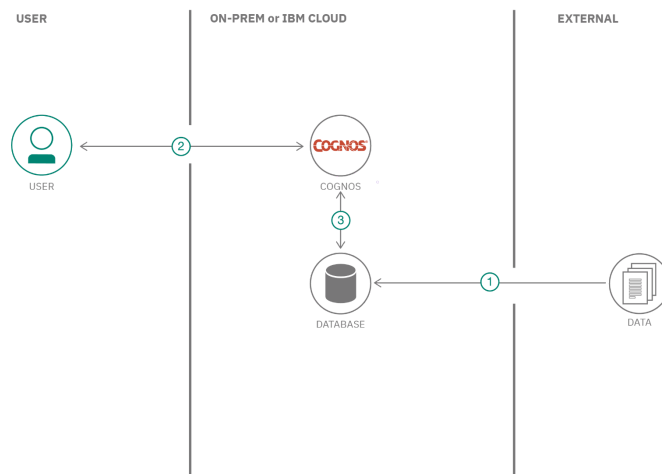 USER
ON-PREM or IBM CLOUD
EXTERNAL
2
COGNOS
USER
COGNOS
3
1
DATABASE
DATA